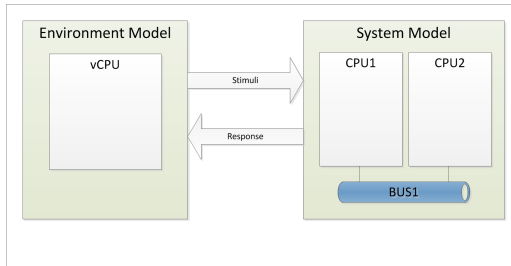 Environment Model
vCPU
Stimuli
Response
System Model
CPU1
CPU2
BUS1